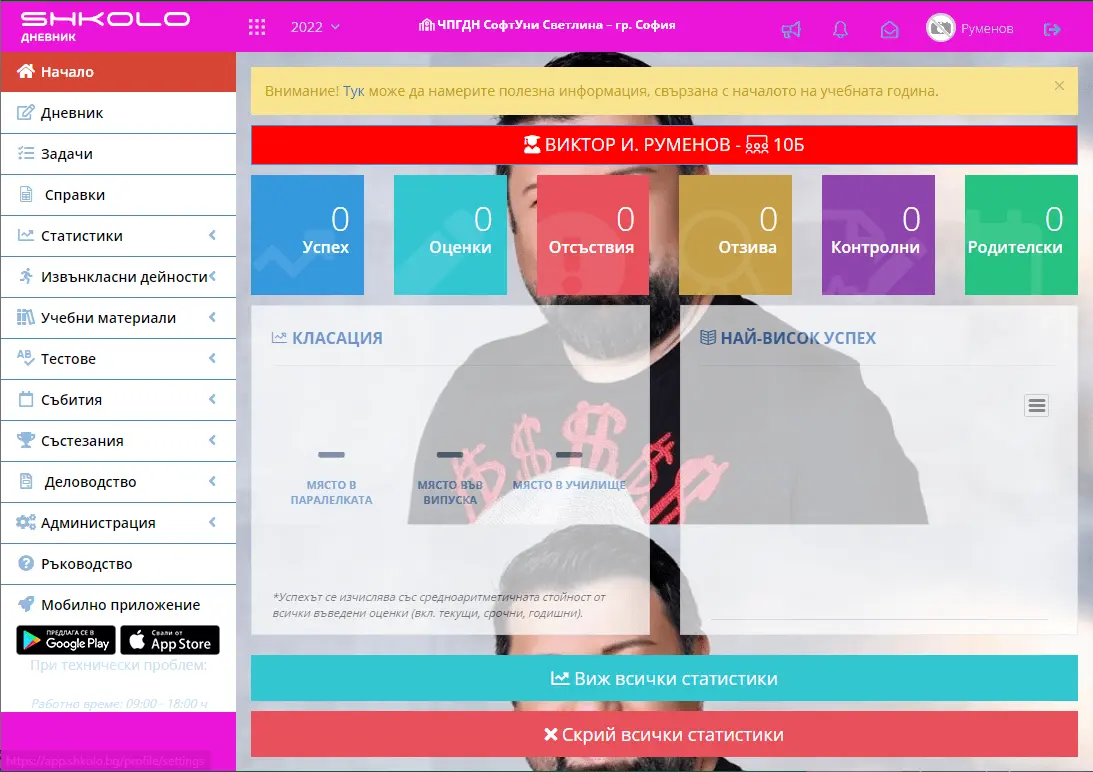 SHKOLO
ДНЕВНИК
2022
ЧПГДН СофтУни Светлина – гр. София
Руменов
Начало
Дневник
Задачи
Справки
Статистики
Извънкласни дейности
Учебни материали
AB
Тестове
Събития
Състезания
Деловодство
Администрация
Ръководство
Мобилно приложение
ПРЕДЛАГА СЕ В
Google Play
Свали от
App Store
При технически проблем:
Работно време: 09:00 - 18:00 ч
https://app.shkolo.bg/profile/settings
Внимание! Тук може да намерите полезна информация, свързана с началото на учебната година.
×
ВИКТОР И. РУМЕНОВ - 10Б
0
Успех
0
Оценки
0
Отсъствия
0
Отзива
0
Контролни
0
Родителски
КЛАСАЦИЯ
МЯСТО В
ПАРАЛЕЛКАТА
МЯСТО ВЪВ
ВИПУСКА
МЯСТО В УЧИЛИЩЕ
*Успехът се изчислява със средноаритметичната стойност от
всички въведени оценки (вкл. текущи, срочни, годишни).
НАЙ-ВИСОК УСПЕХ
Виж всички статистики
Скрий всички статистики